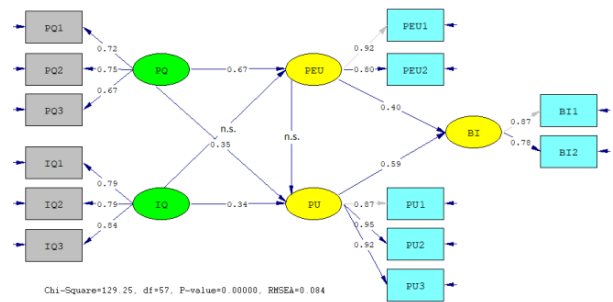 PQ1
PEU1
0.72
0.92
PQ2
0.75
PQ
0.67
PEU
0.80
PEU2
0.67
PQ3
0.40
n.s.
BI1
0.87
0.35
n.s.
BI
IQ1
0.78
BI2
0.79
0.59
IQ2
0.79
IQ
0.34
PU
0.87
PU1
0.84
0.95
IQ3
0.92
PU2
PU3
Chi-Square=129.25, df=57, P-value=0.00000, RMSEA=0.084